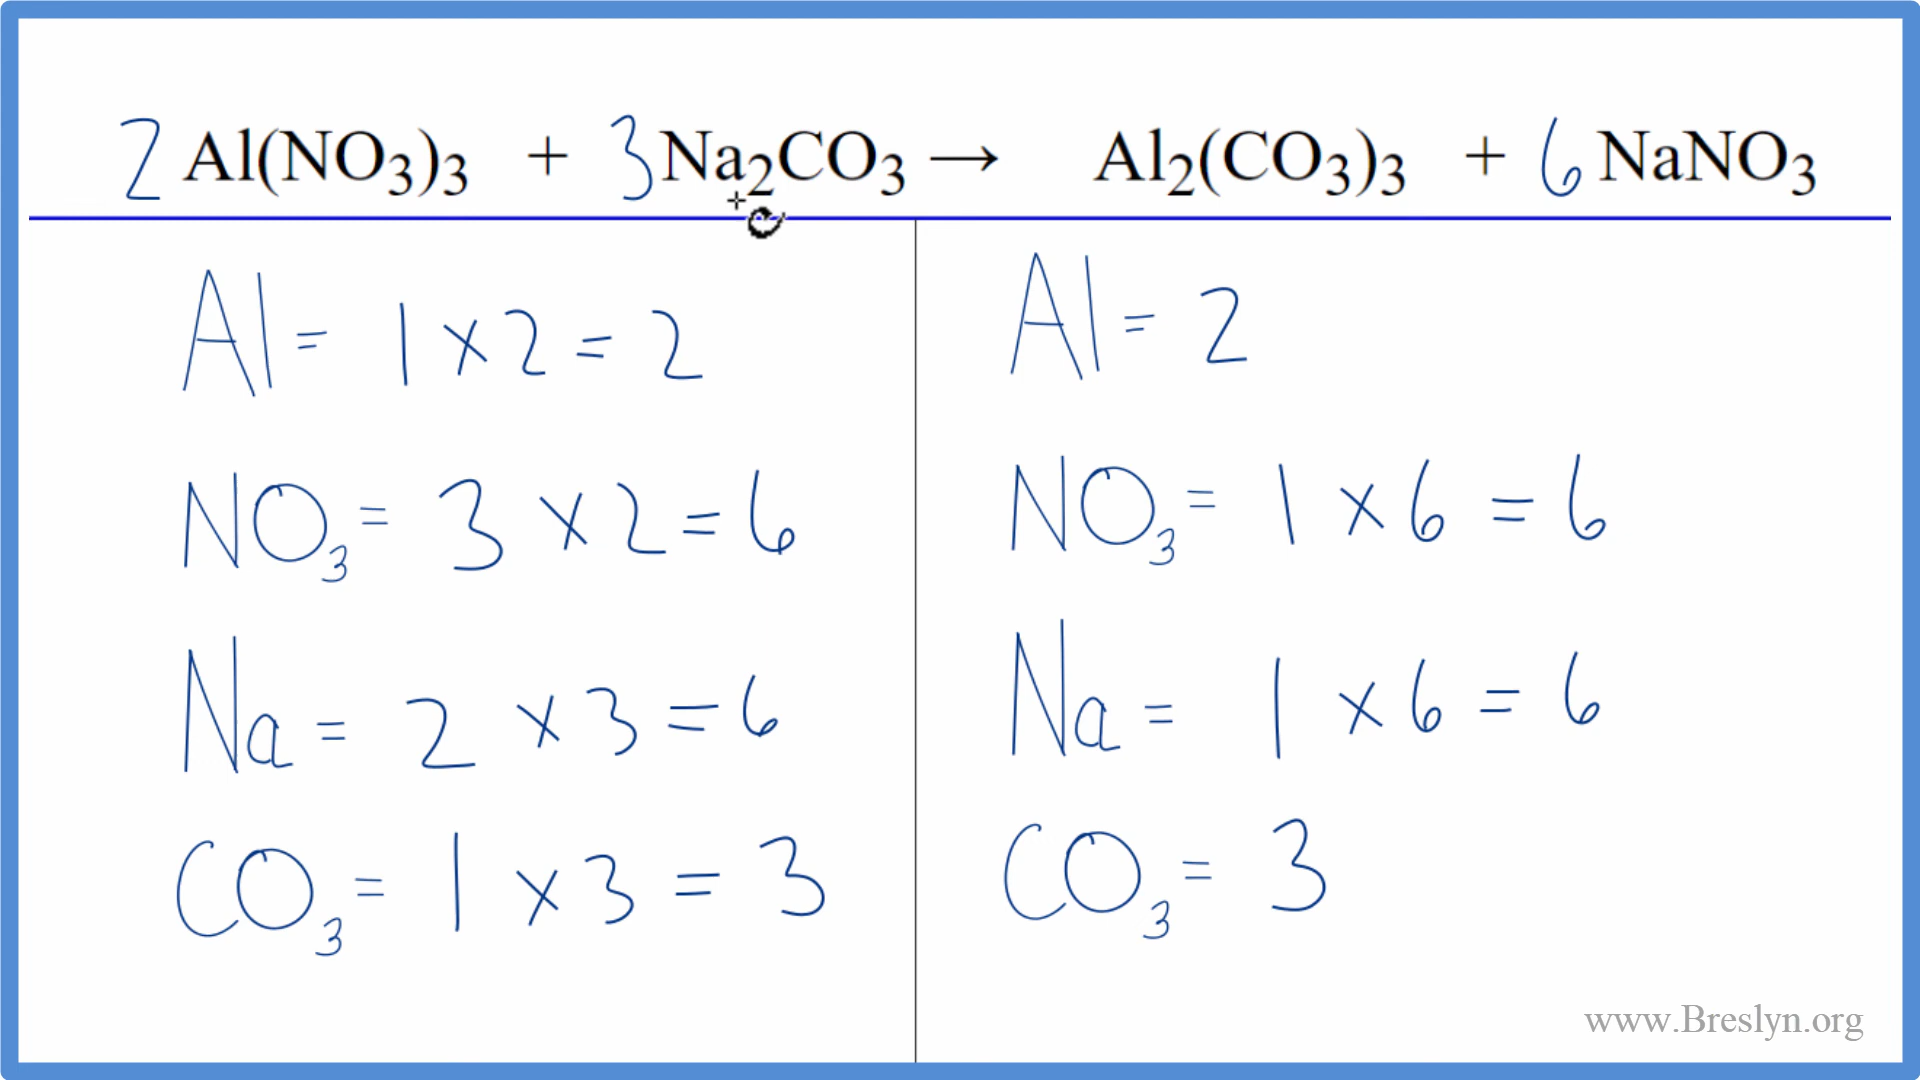 2 Al(NO₃)₃ + 3 Na₂CO₃ → Al₂(CO₃)₃ + 6 NaNO₃
Al = 1 x 2 = 2
NO₃ = 3 x 2 = 6
Na = 2 x 3 = 6
CO₃ = 1 x 3 = 3
Al = 2
NO₃ = 1 x 6 = 6
Na = 1 x 6 = 6
CO₃ = 3
www.Breslyn.org